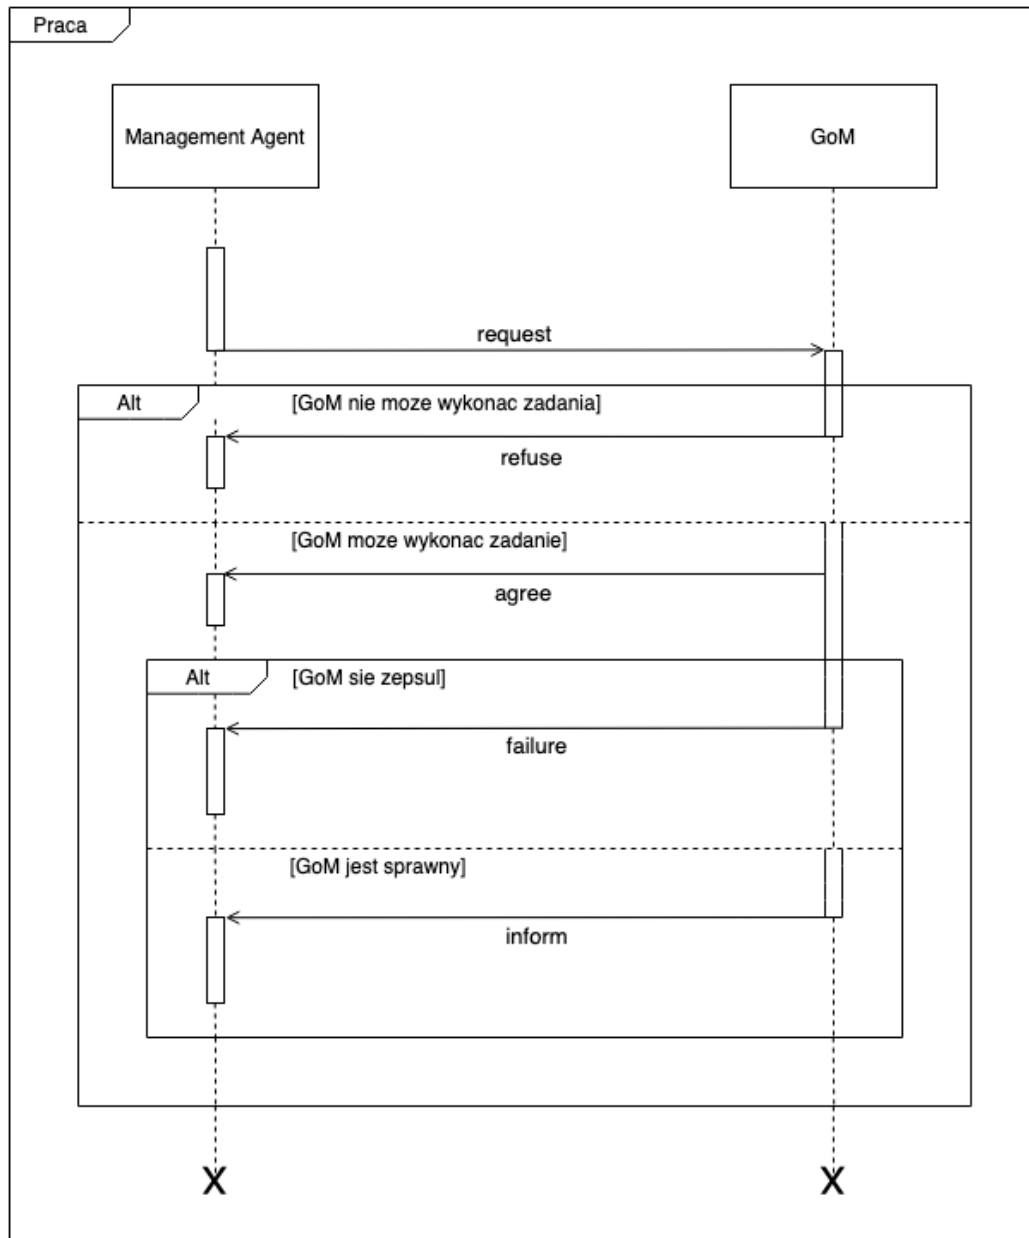 Praca
Management Agent
GoM
request
Alt
[GoM nie moze wykonac zadania]
refuse
[GoM moze wykonac zadanie]
agree
Alt
[GoM sie zepsul]
failure
[GoM jest sprawny]
inform
X
X